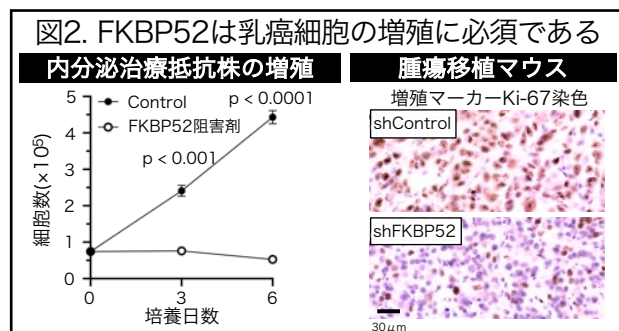 図2. FKBP52は乳癌細胞の増殖に必須である
内分泌治療抵抗株の増殖
腫瘍移植マウス
細胞数(×10⁵)
5
4
3
2
1
0
Control
FKBP52阻害剤
p < 0.0001
p < 0.001
0
3
6
培養日数
増殖マーカーKi-67染色
shControl
shFKBP52
30μm